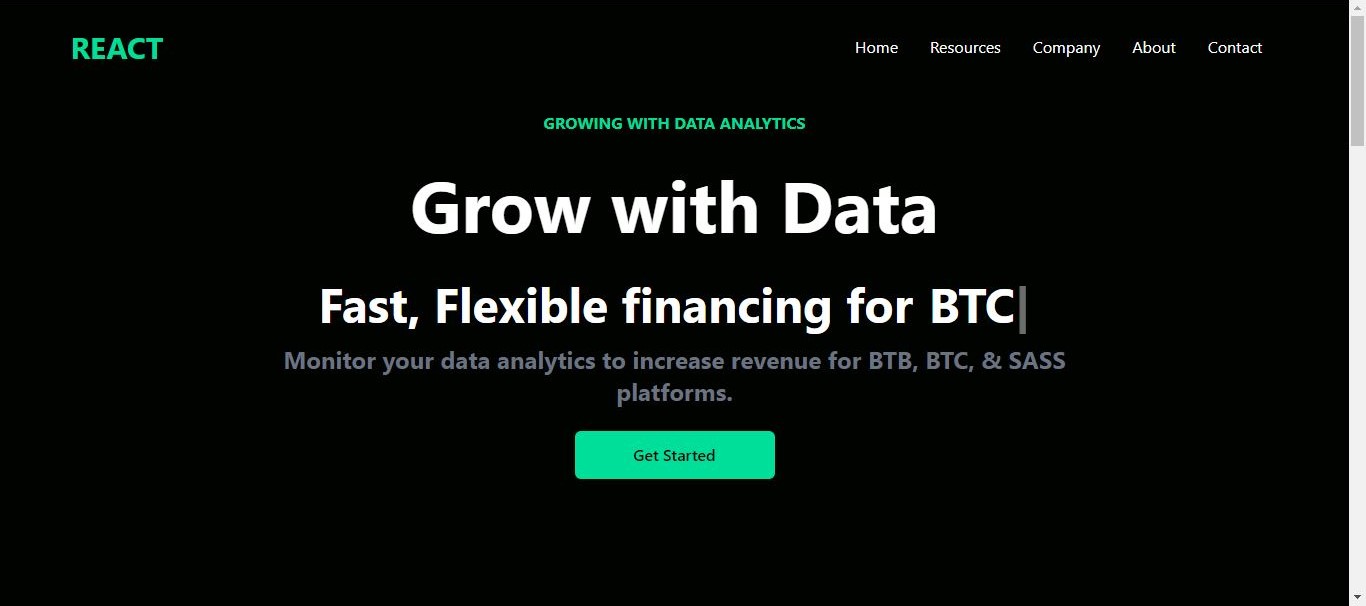 REACT
Home Resources Company About Contact
GROWING WITH DATA ANALYTICS
Grow with Data
Fast, Flexible financing for BTC|
Monitor your data analytics to increase revenue for BTB, BTC, & SASS
platforms.
Get Started